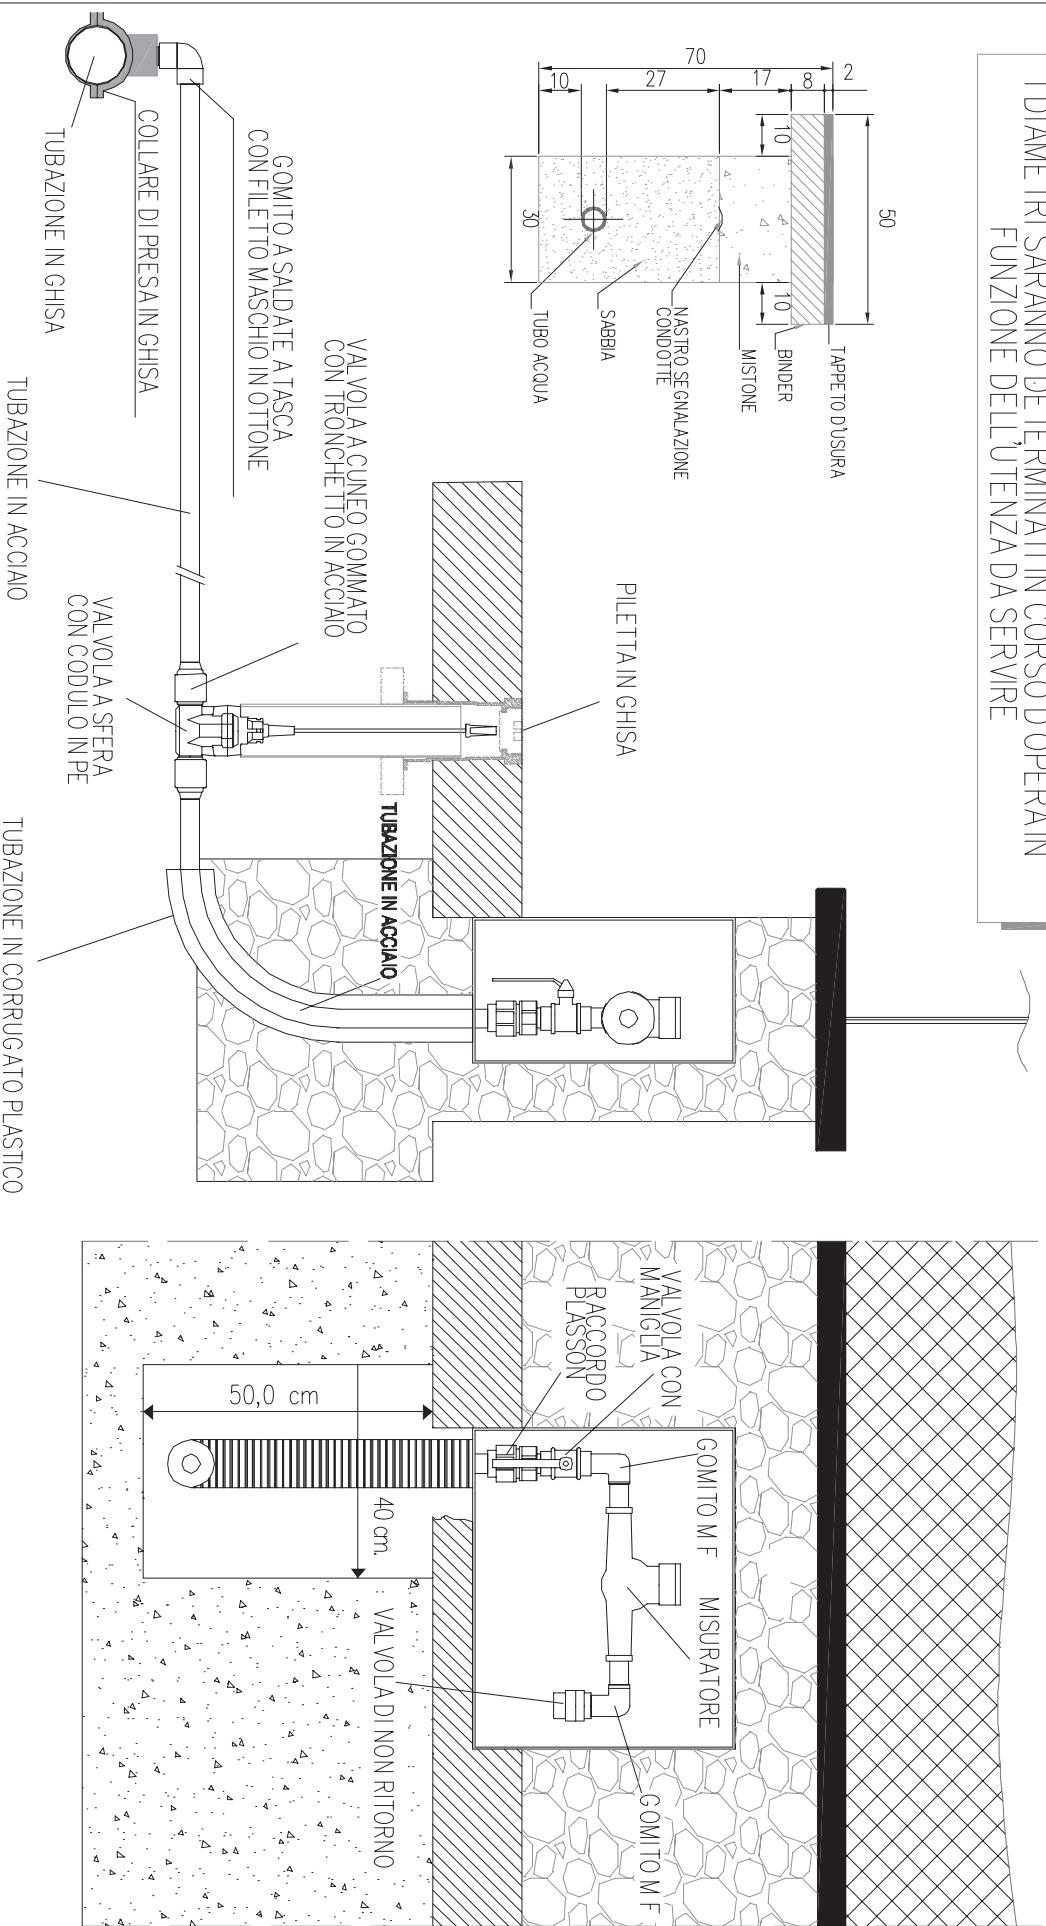 I DIAMETRI SARANNO DETERMINATI IN CORSO D'OPERA IN
FUNZIONE DELL'UTENZA DA SERVIRE
70
10
27
17
8
2
10
50
10
30
TAPPETO D'USURA
BINDER
MISTONE
NASTRO SEGNALAZIONE
CONDOTTE
SABBIA
TUBO ACQUA
PILETTA IN GHISA
VALVOLA A CUNEO GOMMATO
CON TRONCHETTO IN ACCIAIO
GOMITO A SALDATE A TASCA
CON FILETTO MASCHIO IN OTTONE
COLLARE DI PRESA IN GHISA
TUBAZIONE IN GHISA
TUBAZIONE IN ACCIAIO
VALVOLA A SFERA
CON CODULO IN PE
TUBAZIONE IN ACCIAIO
TUBAZIONE IN CORRUGATO PLASTICO
VALVOLA CON
MANIGLIA
RACCORDO
PLASSON
GOMITO M F
MISURATORE
GOMITO M F
50,0 cm
40 cm.
VALVOLA DI NON RITORNO